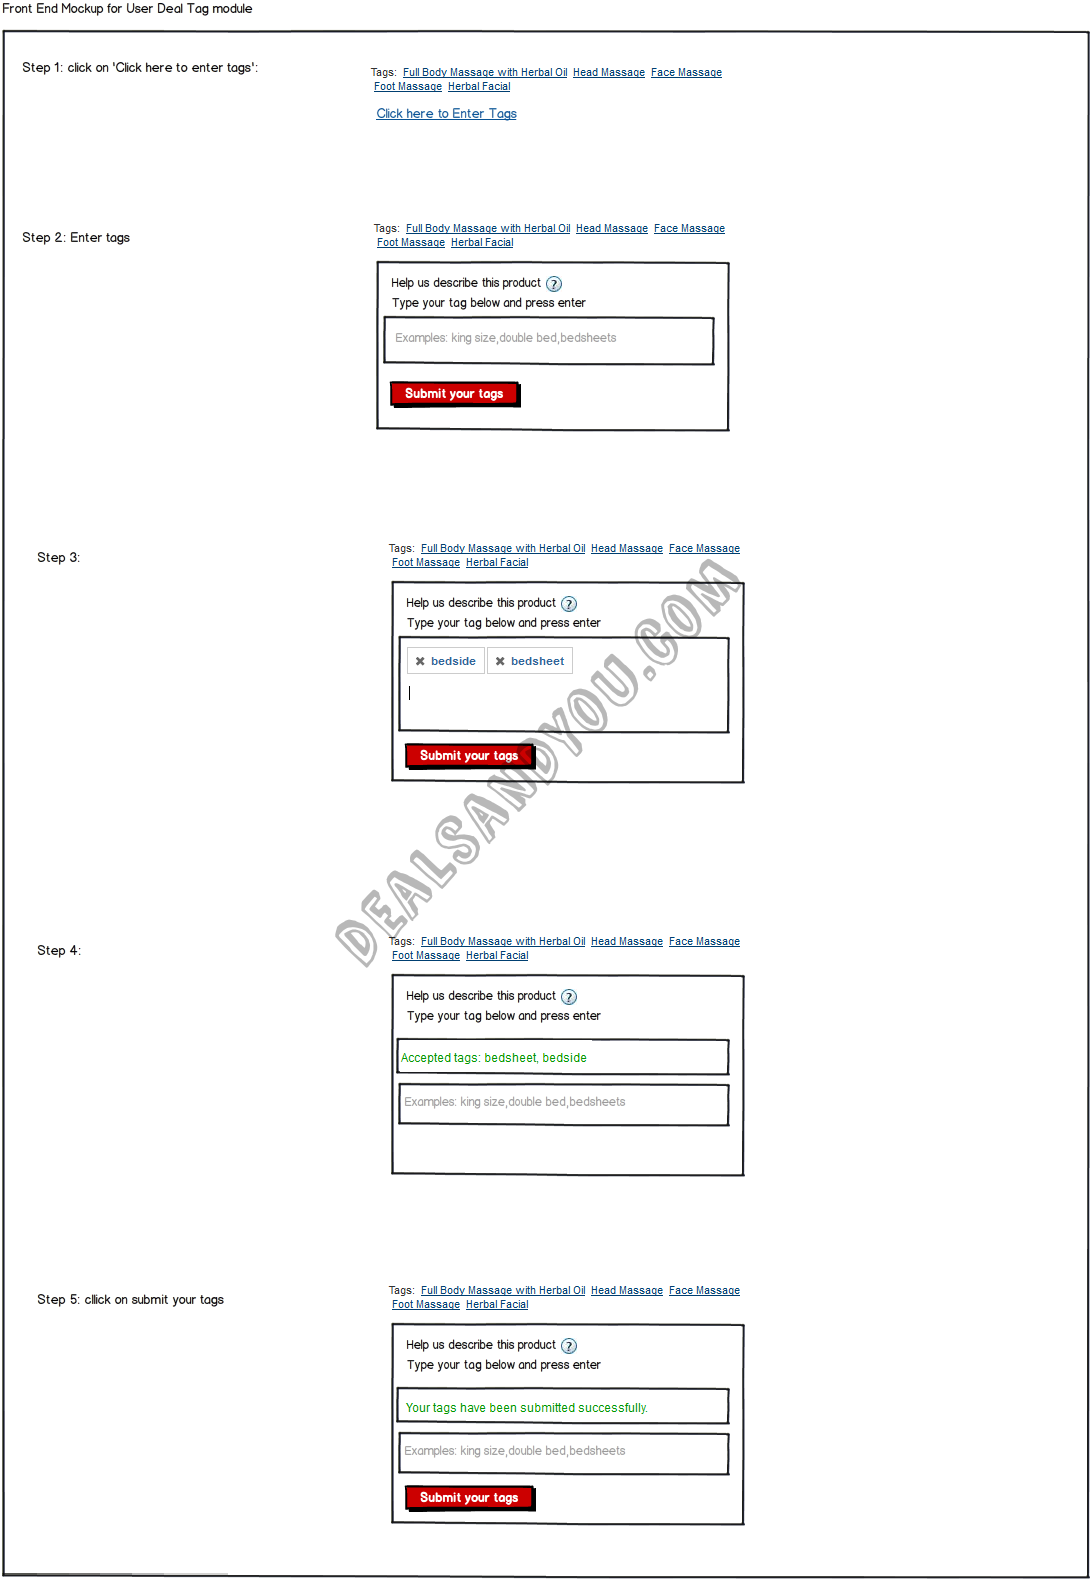 Front End Mockup for User Deal Tag module
Step 1: click on 'Click here to enter tags':
Tags: Full Body Massage with Herbal Oil Head Massage Face Massage
Foot Massage Herbal Facial
Click here to Enter Tags
Step 2: Enter tags
Tags: Full Body Massage with Herbal Oil Head Massage Face Massage
Foot Massage Herbal Facial
Help us describe this product ?
Type your tag below and press enter
Examples: king size,double bed,bedsheets
Submit your tags
Step 3:
Tags: Full Body Massage with Herbal Oil Head Massage Face Massage
Foot Massage Herbal Facial
Help us describe this product ?
Type your tag below and press enter
✖ bedside ✖ bedsheet
Submit your tags
DEALSANDYOU.COM
Step 4:
Tags: Full Body Massage with Herbal Oil Head Massage Face Massage
Foot Massage Herbal Facial
Help us describe this product ?
Type your tag below and press enter
Accepted tags: bedsheet, bedside
Examples: king size,double bed,bedsheets
Step 5: cllick on submit your tags
Tags: Full Body Massage with Herbal Oil Head Massage Face Massage
Foot Massage Herbal Facial
Help us describe this product ?
Type your tag below and press enter
Your tags have been submitted successfully.
Examples: king size,double bed,bedsheets
Submit your tags